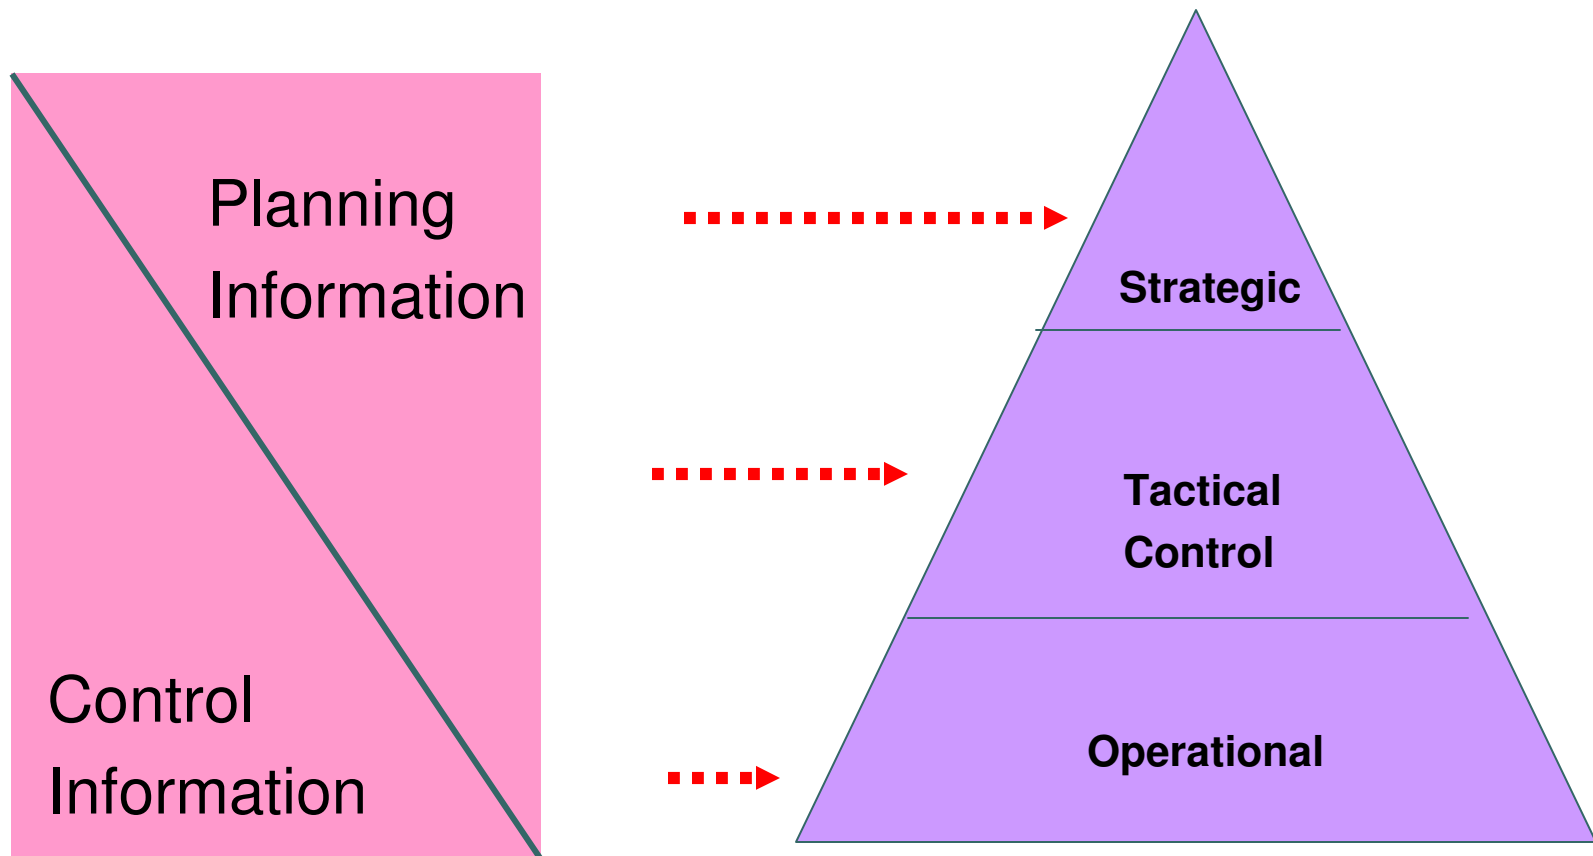 Planning
Information
Control
Information
Strategic
Tactical
Control
Operational